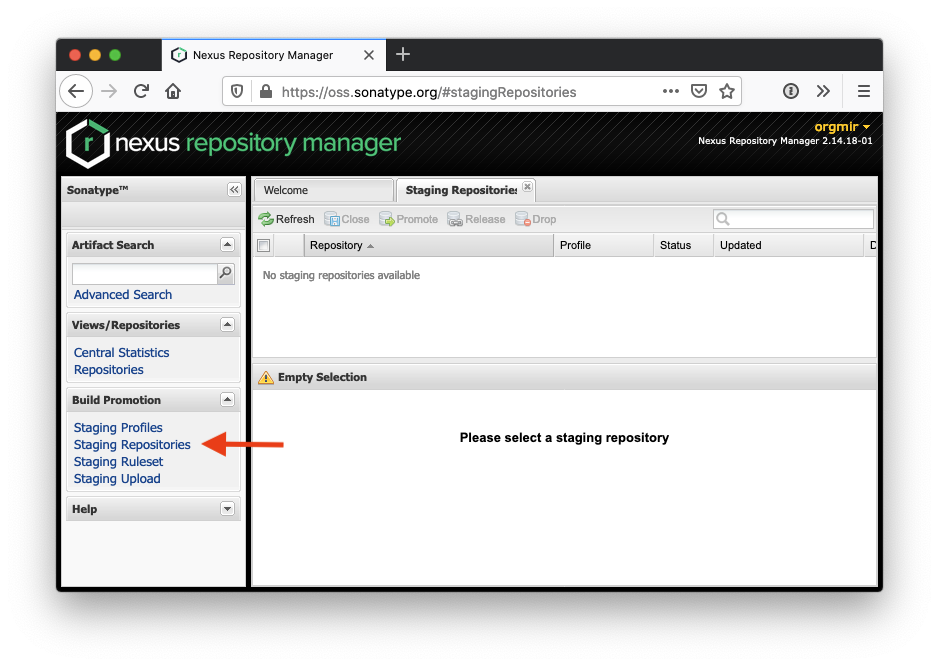 Nexus Repository Manager
https://oss.sonatype.org/#stagingRepositories
r nexus repository manager
orgmir
Nexus Repository Manager 2.14.18-01
Sonatype™
Welcome
Staging Repositories
Refresh Close Promote Release Drop
Artifact Search
Repository Profile Status Updated D
No staging repositories available
Advanced Search
Views/Repositories
Central Statistics
Repositories
Empty Selection
Build Promotion
Staging Profiles
Staging Repositories
Staging Ruleset
Staging Upload
Please select a staging repository
Help